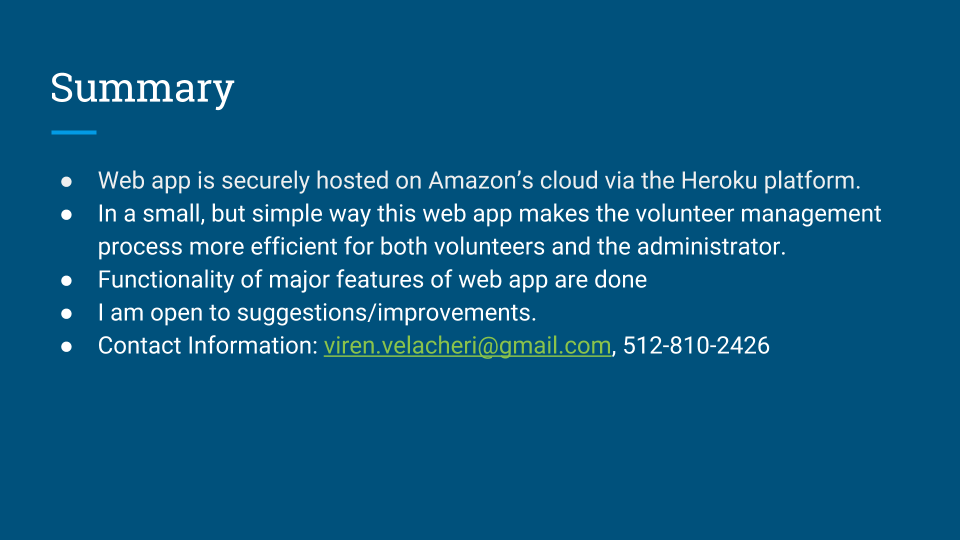 Summary
● Web app is securely hosted on Amazon’s cloud via the Heroku platform.
● In a small, but simple way this web app makes the volunteer management
process more efficient for both volunteers and the administrator.
● Functionality of major features of web app are done
● I am open to suggestions/improvements.
● Contact Information: viren.velacheri@gmail.com, 512-810-2426